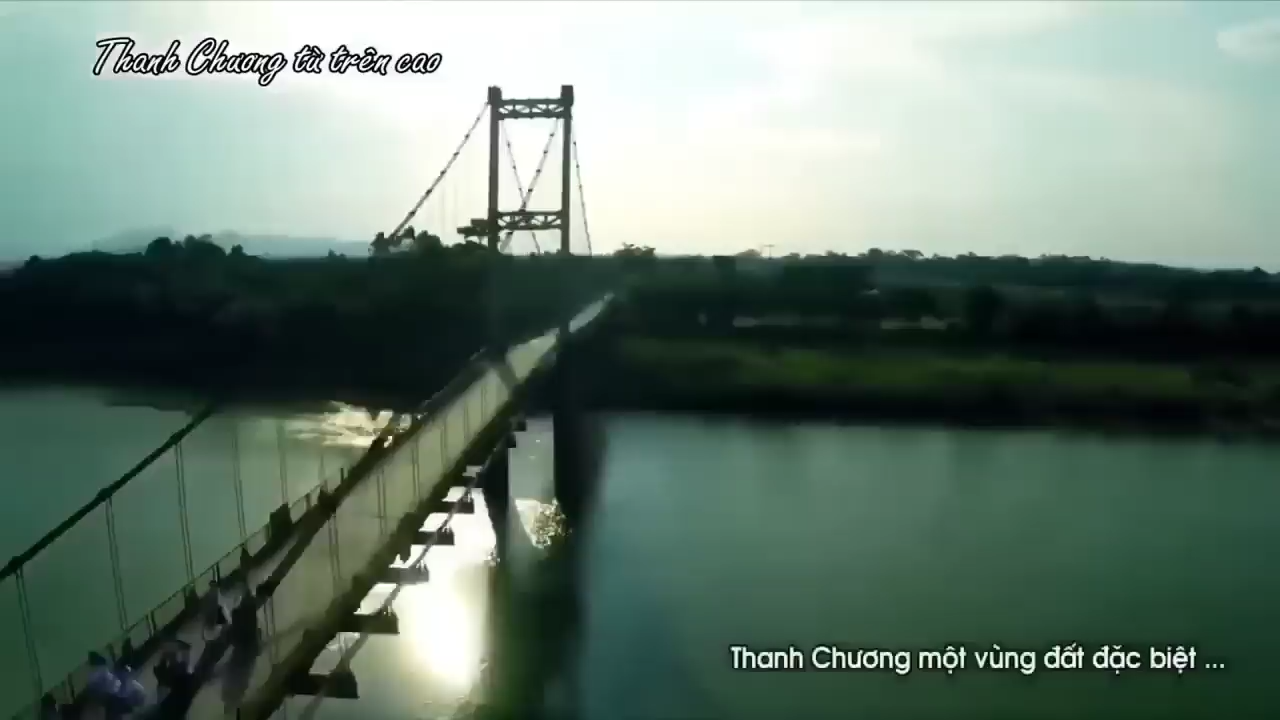 Thanh Chương từ trên cao
Thanh Chương một vùng đất đặc biệt ...